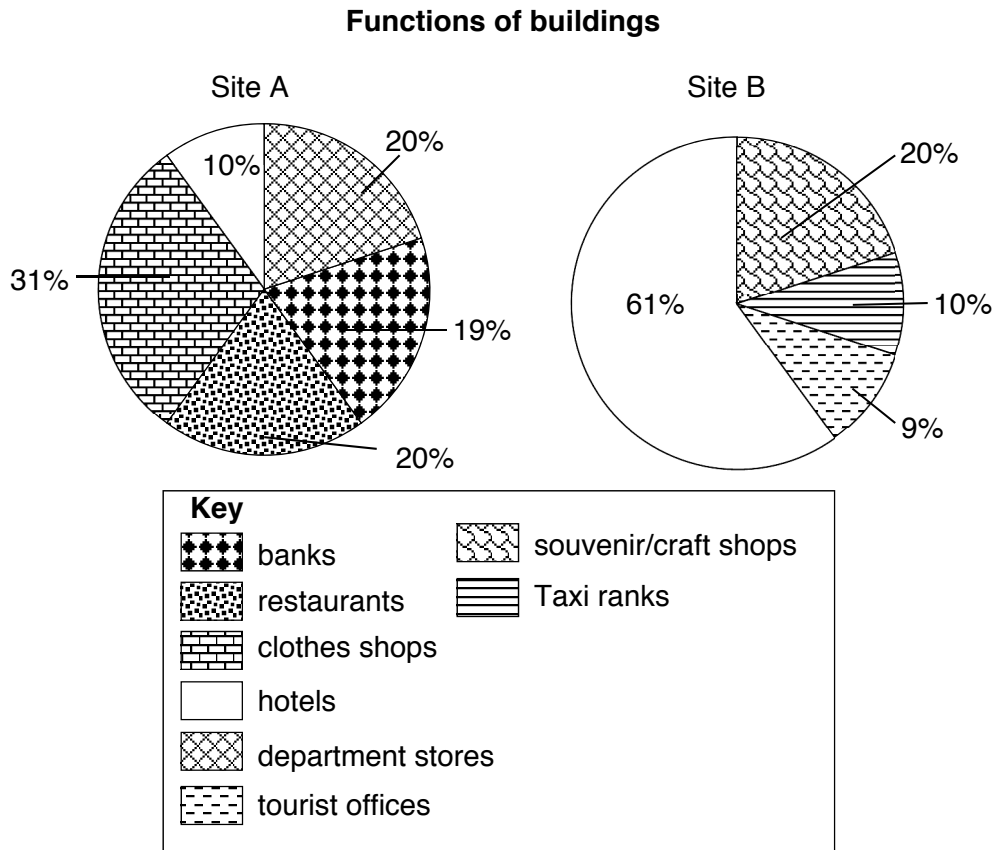 Functions of buildings
Site A
Site B
20%
10%
31%
19%
20%
20%
61%
10%
9%
Key
banks
restaurants
clothes shops
hotels
department stores
tourist offices
souvenir/craft shops
Taxi ranks